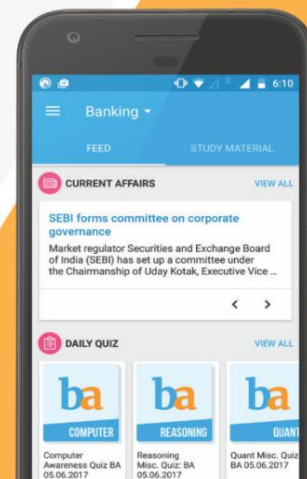 6:10
Banking
FEED STUDY MATERIAL
CURRENT AFFAIRS VIEW ALL
SEBI forms committee on corporate
governance
Market regulator Securities and Exchange Board
of India (SEBI) has set up a committee under
the Chairmanship of Uday Kotak, Executive Vice ...
DAILY QUIZ VIEW ALL
ba
COMPUTER
Computer
Awareness Quiz BA
05.06.2017
ba
REASONING
Reasoning
Misc. Quiz: BA
05.06.2017
ba
QUANT
Quant Misc. Quiz
BA 05.06.2017